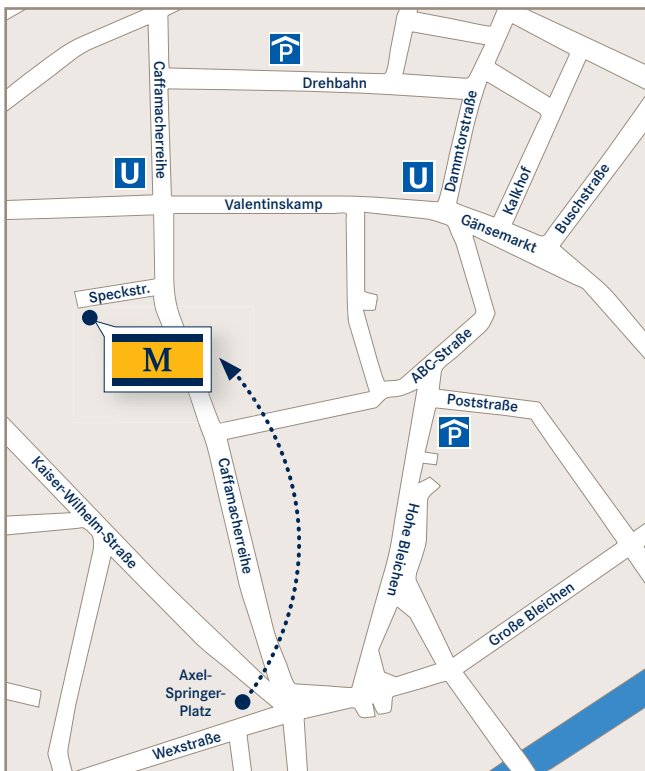 P
Drehbahn
Caffamacherreihe
Dammtorstraße
U
U
Kalkhof
Buschstraße
Valentinskamp
Gänsemarkt
Speckstr.
M
ABC-Straße
Poststraße
P
Kaiser-Wilhelm-Straße
Caffamacherreihe
Hohe Bleichen
Große Bleichen
Axel-
Springer-
Platz
Wexstraße